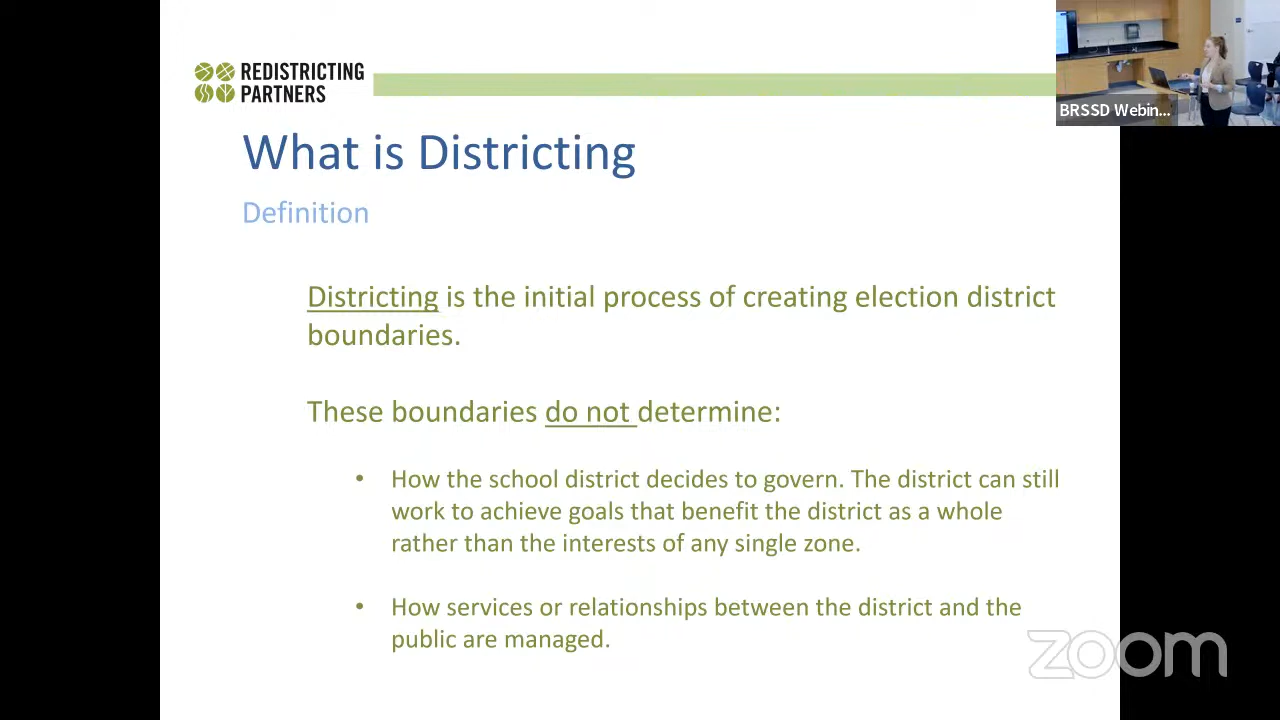 REDISTRICTING
PARTNERS
BRSSD Webin...
What is Districting
Definition
Districting is the initial process of creating election district
boundaries.
These boundaries do not determine:
• How the school district decides to govern. The district can still
work to achieve goals that benefit the district as a whole
rather than the interests of any single zone.
• How services or relationships between the district and the
public are managed.
zoom